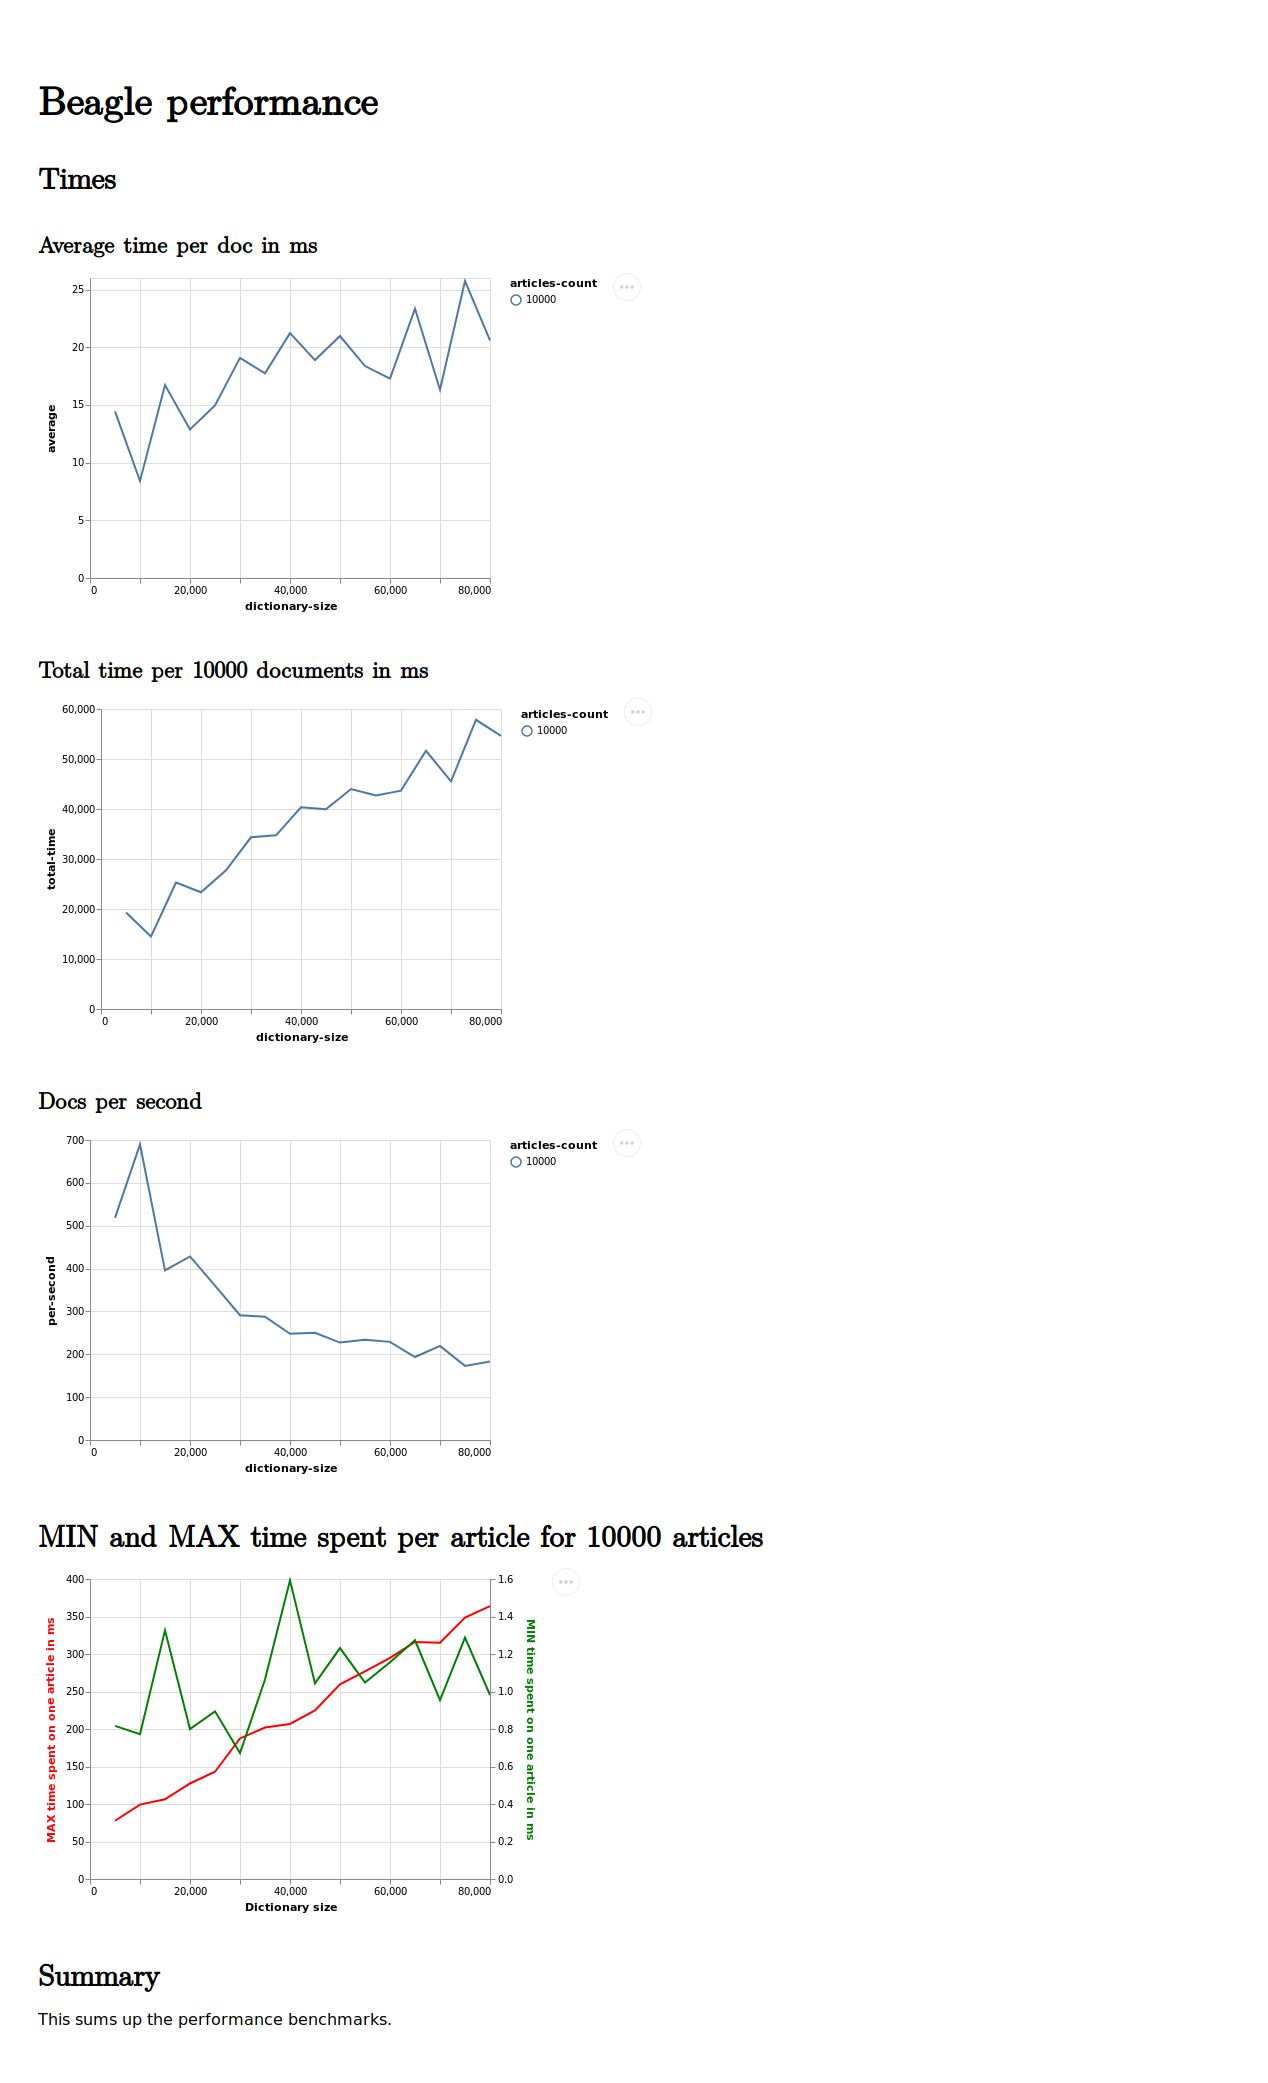 Beagle performance
Times
Average time per doc in ms
articles-count
10000
25
20
15
10
5
0
average
0 20,000 40,000 60,000 80,000
dictionary-size
Total time per 10000 documents in ms
articles-count
10000
60,000
50,000
40,000
30,000
20,000
10,000
0
total-time
0 20,000 40,000 60,000 80,000
dictionary-size
Docs per second
articles-count
10000
700
600
500
400
300
200
100
0
per-second
0 20,000 40,000 60,000 80,000
dictionary-size
MIN and MAX time spent per article for 10000 articles
400
350
300
250
200
150
100
50
0
MAX time spent on one article in ms
1.6
1.4
1.2
1.0
0.8
0.6
0.4
0.2
0.0
MIN time spent on one article in ms
0 20,000 40,000 60,000 80,000
Dictionary size
Summary
This sums up the performance benchmarks.